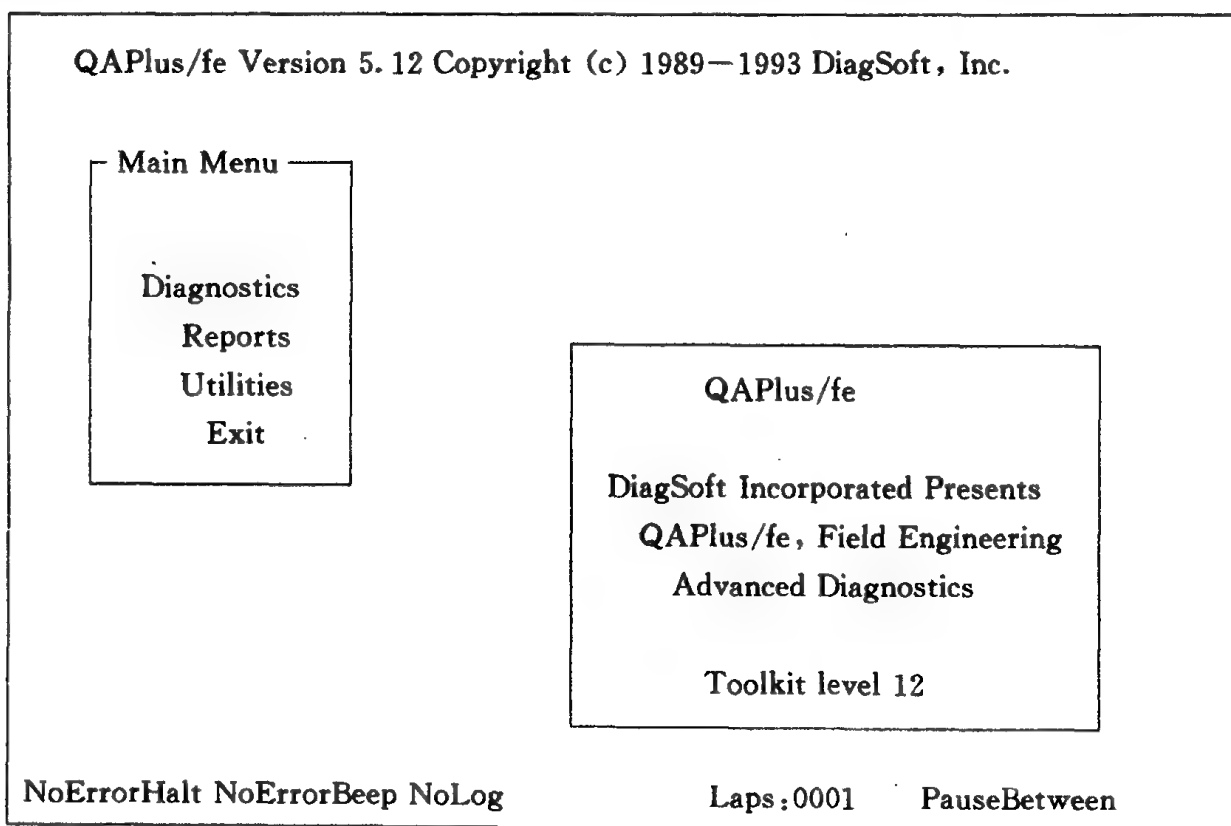 QAPlus/fe Version 5.12 Copyright (c) 1989—1993 DiagSoft, Inc.
Main Menu
Diagnostics
Reports
Utilities
Exit
QAPlus/fe
DiagSoft Incorporated Presents
QAPlus/fe, Field Engineering
Advanced Diagnostics
Toolkit level 12
NoErrorHalt NoErrorBeep NoLog Laps:0001 PauseBetween